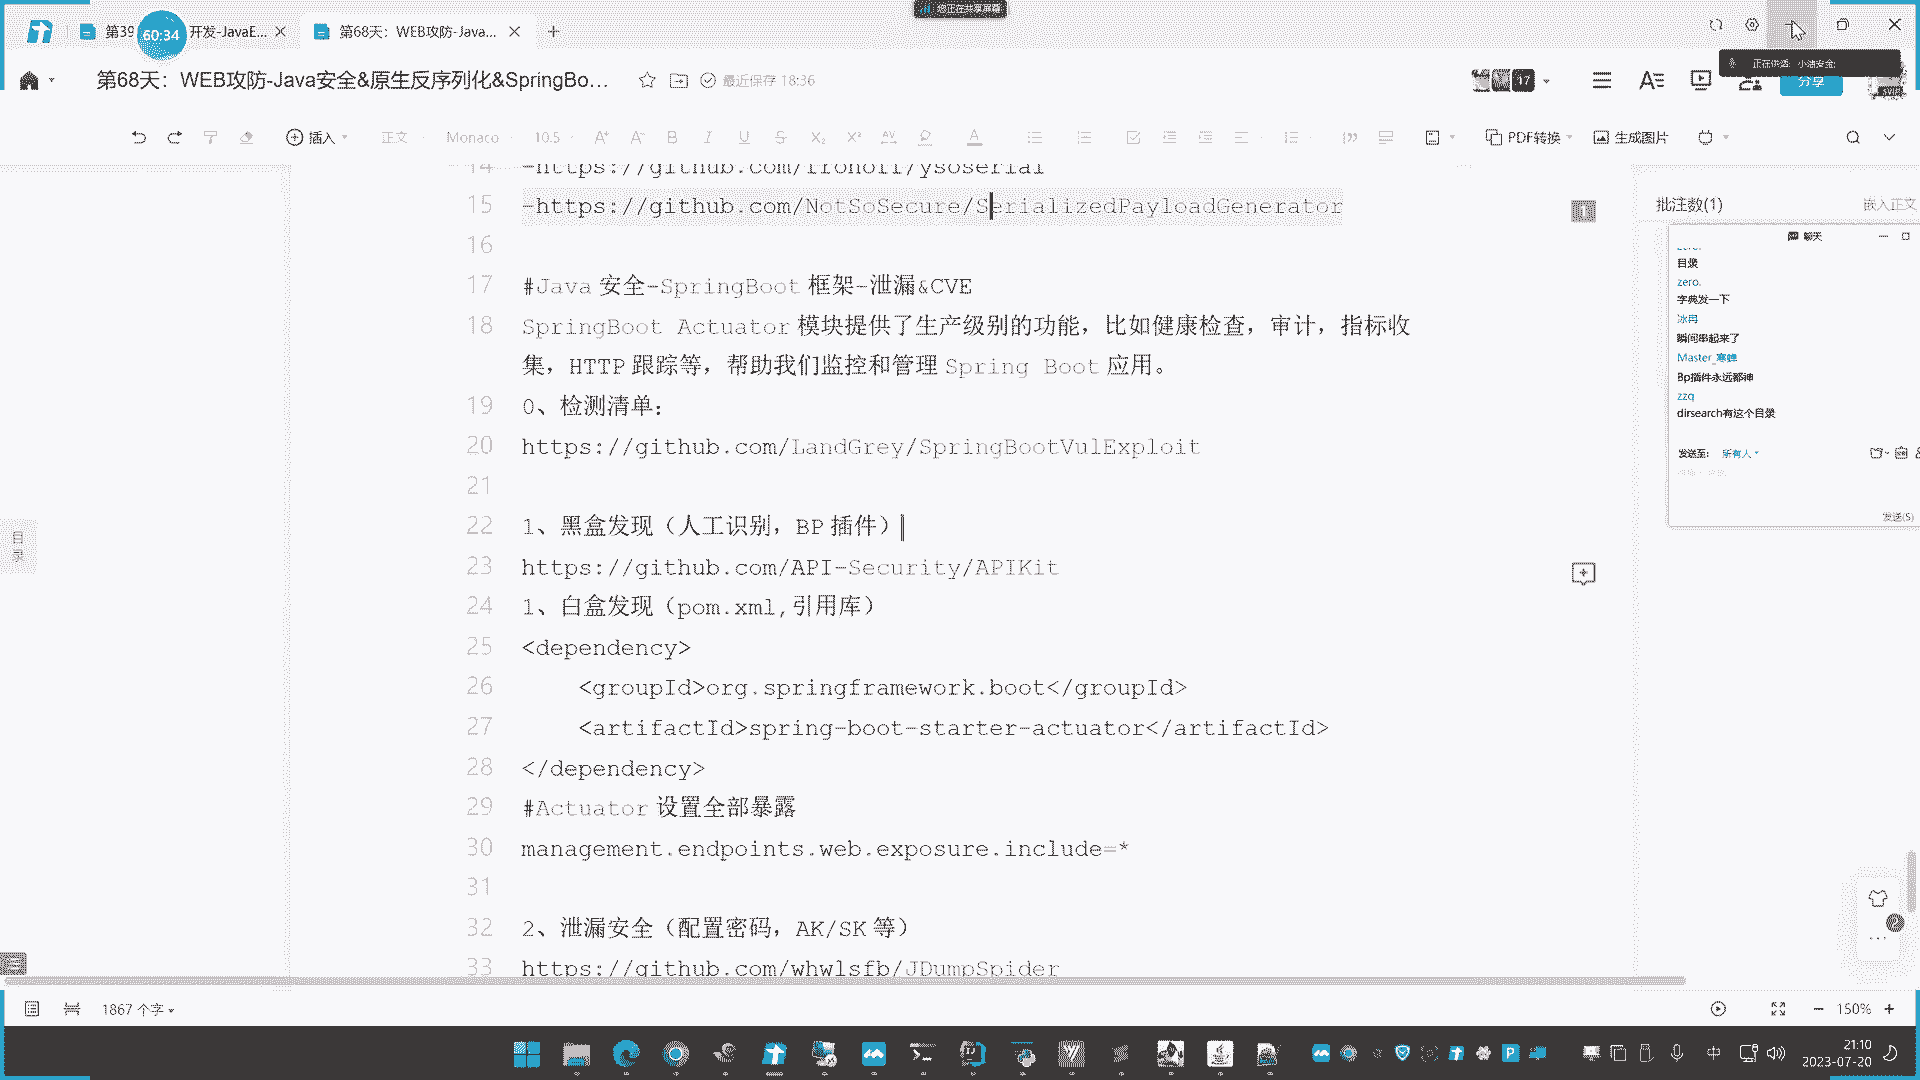 您正在共享屏幕
第39
60:34
开发-JavaE...
第68天：WEB攻防-Java...
正在讲话: 小迪安全;
第68天：WEB攻防-Java安全&原生反序列化&SpringBo...
最近保存 18:36
17
分享
插入
正文
Monaco
10.5
PDF转换
生成图片
14
-https://github.com/frohoff/ysoserial
15
-https://github.com/NotSoSecure/SerializedPayloadGenerator
1
16
17
#Java 安全-SpringBoot 框架-泄漏&CVE
18
SpringBoot Actuator 模块提供了生产级别的功能，比如健康检查，审计，指标收
集，HTTP 跟踪等，帮助我们监控和管理 Spring Boot 应用。
19
0、检测清单：
20
https://github.com/LandGrey/SpringBootVulExploit
21
22
1、黑盒发现（人工识别，BP 插件）
23
https://github.com/API-Security/APIKit
24
1、白盒发现（pom.xml,引用库）
25
<dependency>
26
<groupId>org.springframework.boot</groupId>
27
<artifactId>spring-boot-starter-actuator</artifactId>
28
</dependency>
29
#Actuator 设置全部暴露
30
management.endpoints.web.exposure.include=*
31
32
2、泄漏安全（配置密码，AK/SK 等）
33
https://github.com/whwlsfb/JDumpSpider
目录
批注数(1)
嵌入正文
聊天
zero.
目录
zero.
字典发一下
冰冉
瞬间串起来了
Master_寒蜂
Bp插件永远都神
zzq
dirsearch有这个目录
发送至:
所有人
发送(S)
1867 个字
150%
中
21:10
2023-07-20